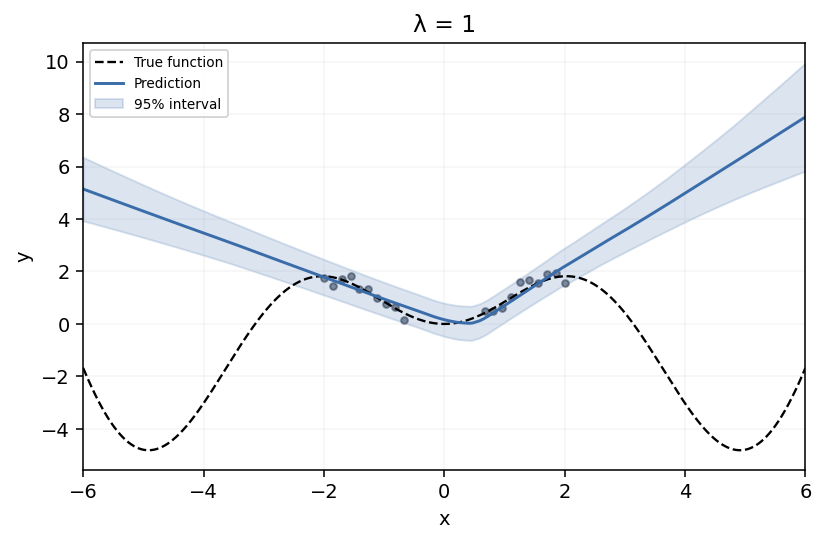 λ = 1
True function
Prediction
95% interval
10
8
6
4
2
0
−2
−4
y
−6 −4 −2 0 2 4 6
x